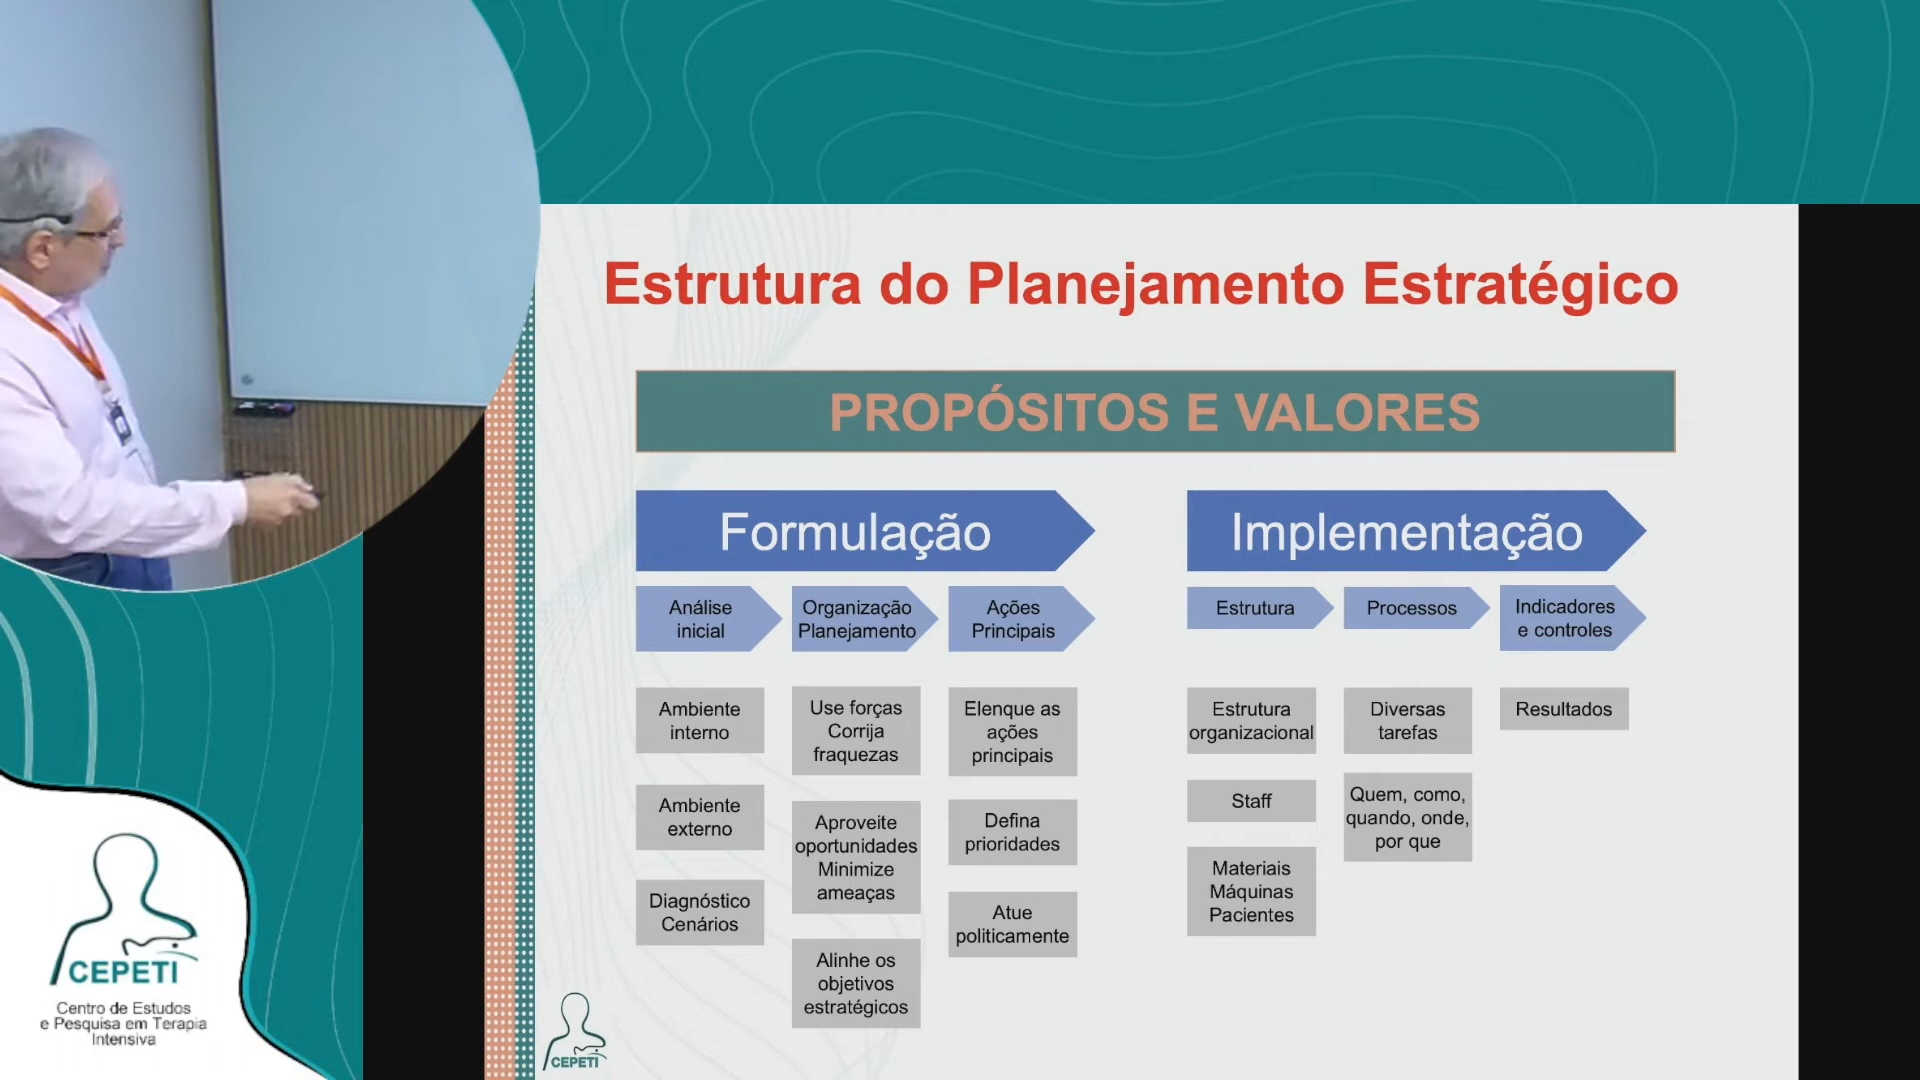 Estrutura do Planejamento Estratégico
PROPÓSITOS E VALORES
Formulação
Análise
inicial
Organização
Planejamento
Ações
Principais
Ambiente
interno
Ambiente
externo
Diagnóstico
Cenários
Use forças
Corrija
fraquezas
Aproveite
oportunidades
Minimize
ameaças
Alinhe os
objetivos
estratégicos
Elenque as
ações
principais
Defina
prioridades
Atue
politicamente
Implementação
Estrutura
Processos
Indicadores
e controles
Estrutura
organizacional
Staff
Materiais
Máquinas
Pacientes
Diversas
tarefas
Quem, como,
quando, onde,
por que
Resultados
CEPETI
Centro de Estudos
e Pesquisa em Terapia
Intensiva
CEPETI